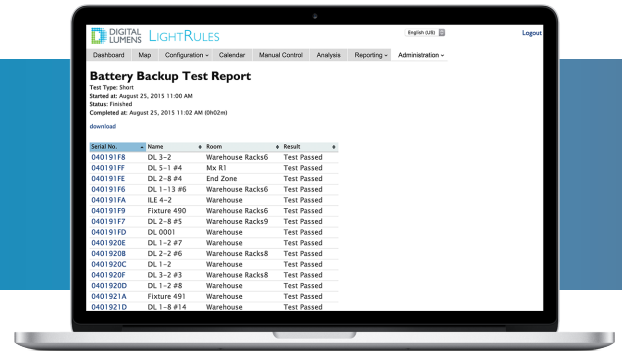 DIGITAL
LUMENS
LIGHTRULES
English (US)
Logout
Dashboard Map Configuration Calendar Manual Control Analysis Reporting Administration
Battery Backup Test Report
Test Type: Short
Started at: August 25, 2015 11:00 AM
Status: Finished
Completed at: August 25, 2015 11:02 AM (0h02m)
download
Serial No. Name Room Result
040191F8 DL 3-2 Warehouse Racks6 Test Passed
040191FF DL 5-1 #4 Mx R1 Test Passed
040191FE DL 2-8 #4 End Zone Test Passed
040191F6 DL 1-13 #6 Warehouse Racks6 Test Passed
040191FA ILE 4-2 Warehouse Test Passed
040191F9 Fixture 490 Warehouse Racks6 Test Passed
040191F7 DL 2-8 #5 Warehouse Racks9 Test Passed
040191FD DL 0001 Warehouse Test Passed
0401920E DL 1-2 #7 Warehouse Test Passed
0401920B DL 2-2 #6 Warehouse Racks8 Test Passed
0401920C DL 1-2 Warehouse Test Passed
0401920F DL 3-2 #3 Warehouse Racks8 Test Passed
0401920D DL 1-2 #8 Warehouse Test Passed
0401921A Fixture 491 Warehouse Test Passed
0401921D DL 1-8 #14 Warehouse Test Passed